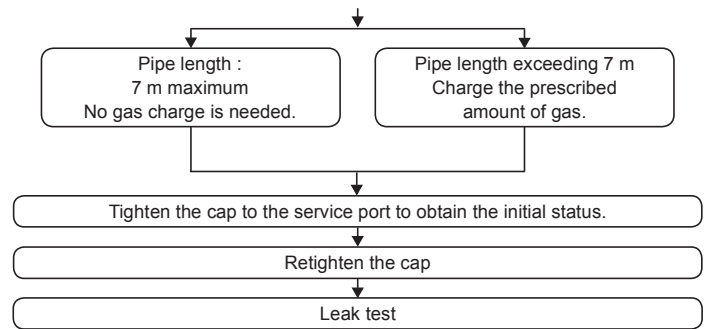 Pipe length :
7 m maximum
No gas charge is needed.
Pipe length exceeding 7 m
Charge the prescribed
amount of gas.
Tighten the cap to the service port to obtain the initial status.
Retighten the cap
Leak test